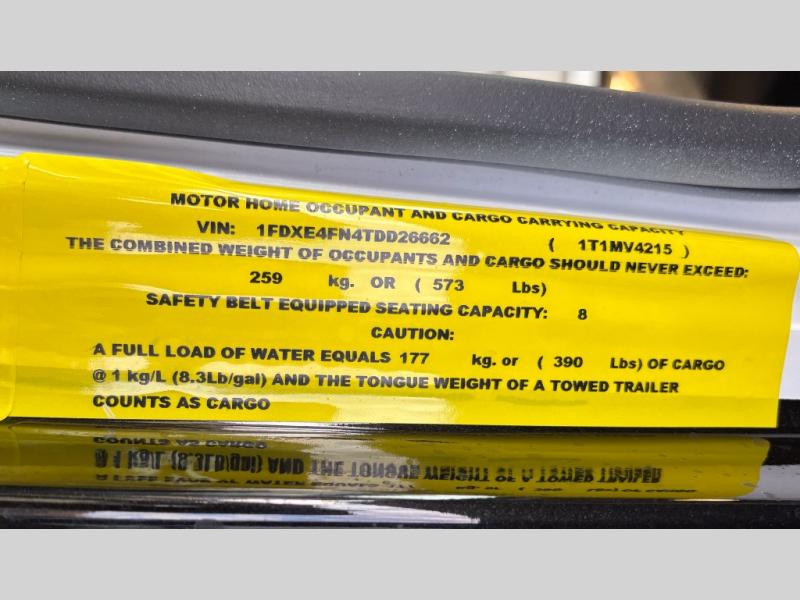 MOTOR HOME OCCUPANT AND CARGO CARRYING CAPACITY
VIN: 1FDXE4FN4TDD26662 ( 1T1MV4215 )
THE COMBINED WEIGHT OF OCCUPANTS AND CARGO SHOULD NEVER EXCEED:
259 kg. OR ( 573 Lbs)
SAFETY BELT EQUIPPED SEATING CAPACITY: 8
CAUTION:
A FULL LOAD OF WATER EQUALS 177 kg. or ( 390 Lbs) OF CARGO
@ 1 kg/L (8.3Lb/gal) AND THE TONGUE WEIGHT OF A TOWED TRAILER
COUNTS AS CARGO